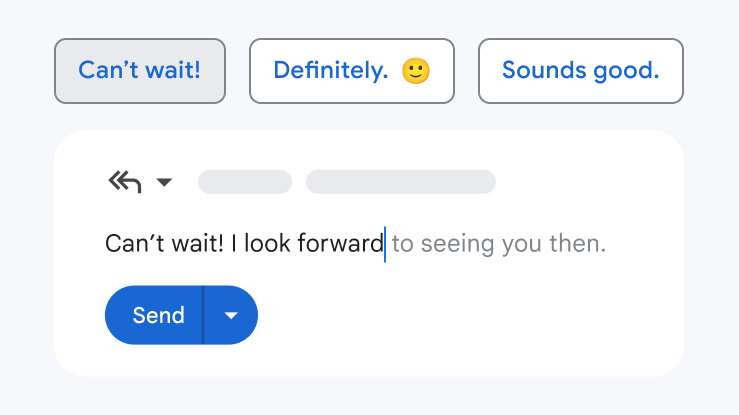 Can’t wait!
Definitely. 🙂
Sounds good.
Can’t wait! I look forward to seeing you then.
Send